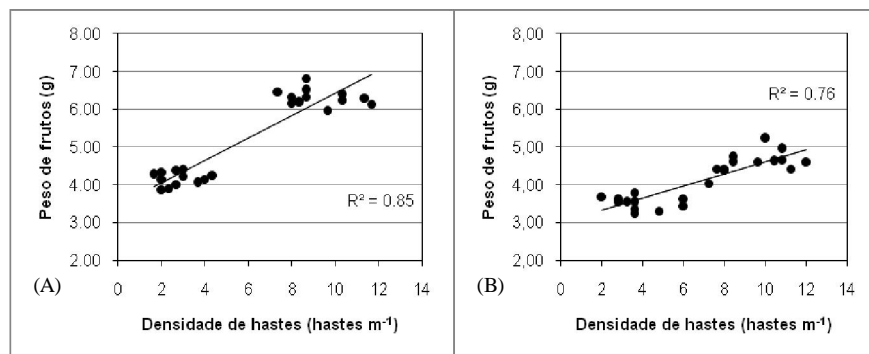 8.00
7.00
6.00
5.00
4.00
3.00
2.00
Peso de frutos (g)
R² = 0.85
(A)
0 2 4 6 8 10 12 14
Densidade de hastes (hastes m⁻¹)
8,00
7,00
6,00
5,00
4,00
3,00
2,00
Peso de frutos (g)
R² = 0.76
(B)
0 2 4 6 8 10 12 14
Densidade de hastes (hastes m⁻¹)